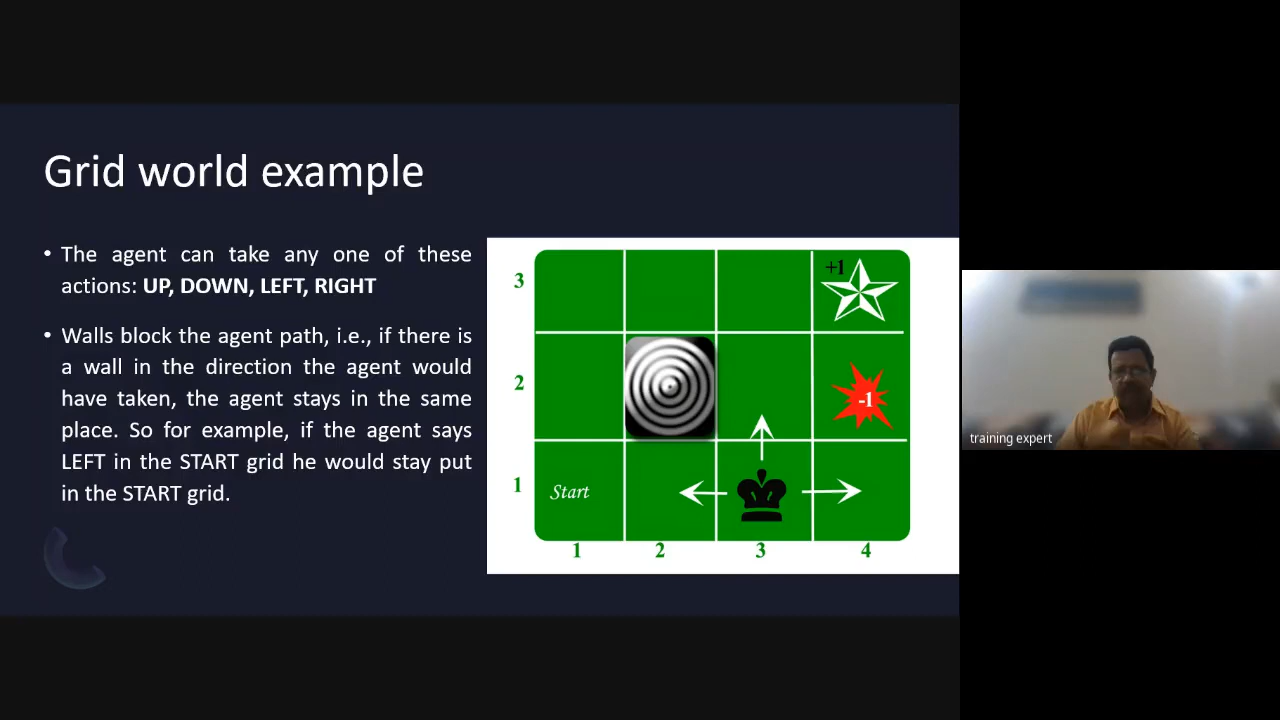 Grid world example
• The agent can take any one of these
actions: UP, DOWN, LEFT, RIGHT
• Walls block the agent path, i.e., if there is
a wall in the direction the agent would
have taken, the agent stays in the same
place. So for example, if the agent says
LEFT in the START grid he would stay put
in the START grid.
3
+1
2
-1
1
Start
1 2 3 4
training expert